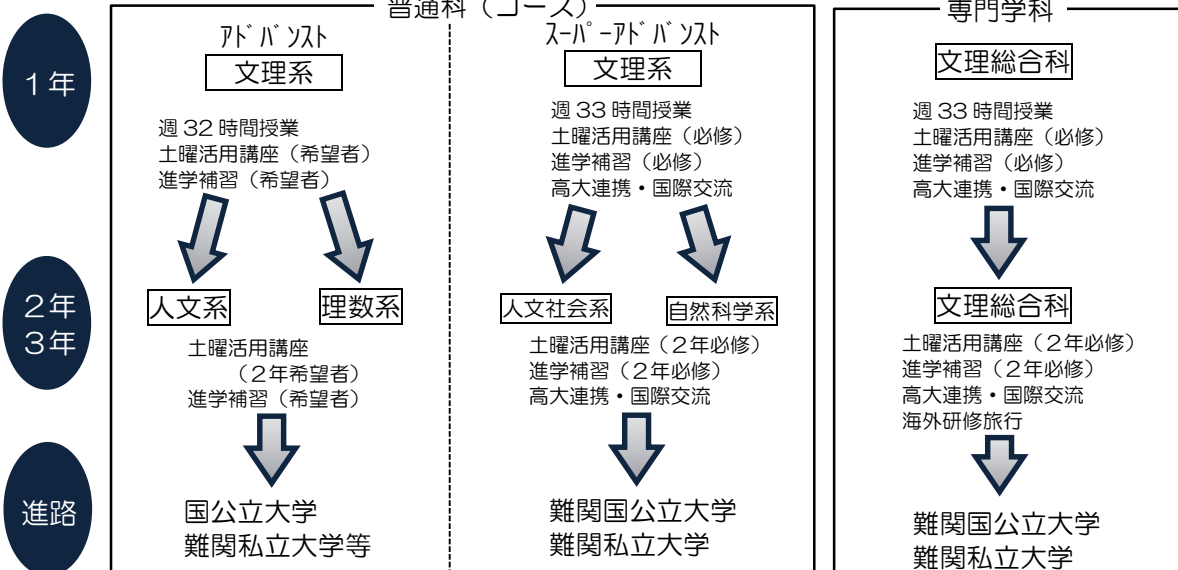 普通科（コース）
専門学科
1年
ｱﾄﾞﾊﾞﾝｽﾄ
文理系
週32時間授業
土曜活用講座（希望者）
進学補習（希望者）
ｽｰﾊﾟｰｱﾄﾞﾊﾞﾝｽﾄ
文理系
週33時間授業
土曜活用講座（必修）
進学補習（必修）
高大連携・国際交流
文理総合科
週33時間授業
土曜活用講座（必修）
進学補習（必修）
高大連携・国際交流
２年
３年
人文系
理数系
土曜活用講座
（２年希望者）
進学補習（希望者）
人文社会系
自然科学系
土曜活用講座（２年必修）
進学補習（２年必修）
高大連携・国際交流
文理総合科
土曜活用講座（２年必修）
進学補習（２年必修）
高大連携・国際交流
海外研修旅行
進路
国公立大学
難関私立大学等
難関国公立大学
難関私立大学
難関国公立大学
難関私立大学